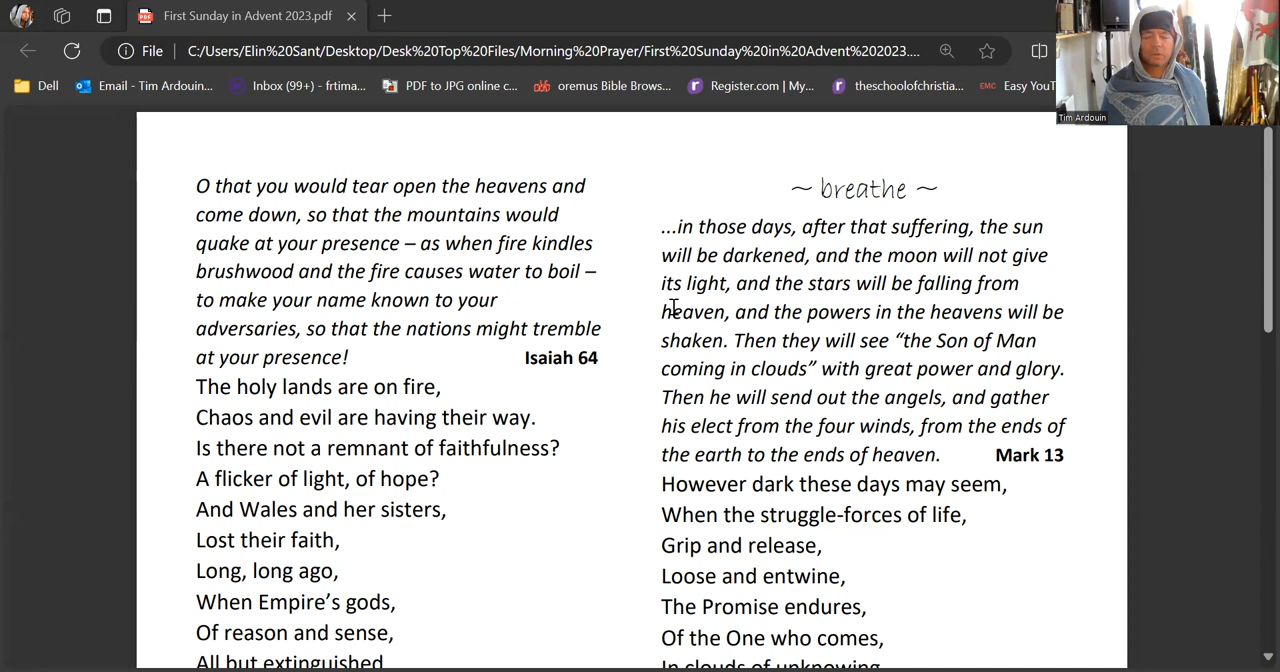 First Sunday in Advent 2023.pdf
File
C:/Users/Elin%20Sant/Desktop/Desk%20Top%20Files/Morning%20Prayer/First%20Sunday%20in%20Advent%202023....
Dell
Email - Tim Ardouin...
Inbox (99+) - frtima...
PDF to JPG online c...
oremus Bible Brows...
Register.com | My...
theschoolofchristia...
EMC Easy YouT
Tim Ardouin
O that you would tear open the heavens and
come down, so that the mountains would
quake at your presence – as when fire kindles
brushwood and the fire causes water to boil –
to make your name known to your
adversaries, so that the nations might tremble
at your presence! Isaiah 64
The holy lands are on fire,
Chaos and evil are having their way.
Is there not a remnant of faithfulness?
A flicker of light, of hope?
And Wales and her sisters,
Lost their faith,
Long, long ago,
When Empire’s gods,
Of reason and sense,
All but extinguished
~ breathe ~
...in those days, after that suffering, the sun
will be darkened, and the moon will not give
its light, and the stars will be falling from
heaven, and the powers in the heavens will be
shaken. Then they will see “the Son of Man
coming in clouds” with great power and glory.
Then he will send out the angels, and gather
his elect from the four winds, from the ends of
the earth to the ends of heaven. Mark 13
However dark these days may seem,
When the struggle-forces of life,
Grip and release,
Loose and entwine,
The Promise endures,
Of the One who comes,
In clouds of unknowing